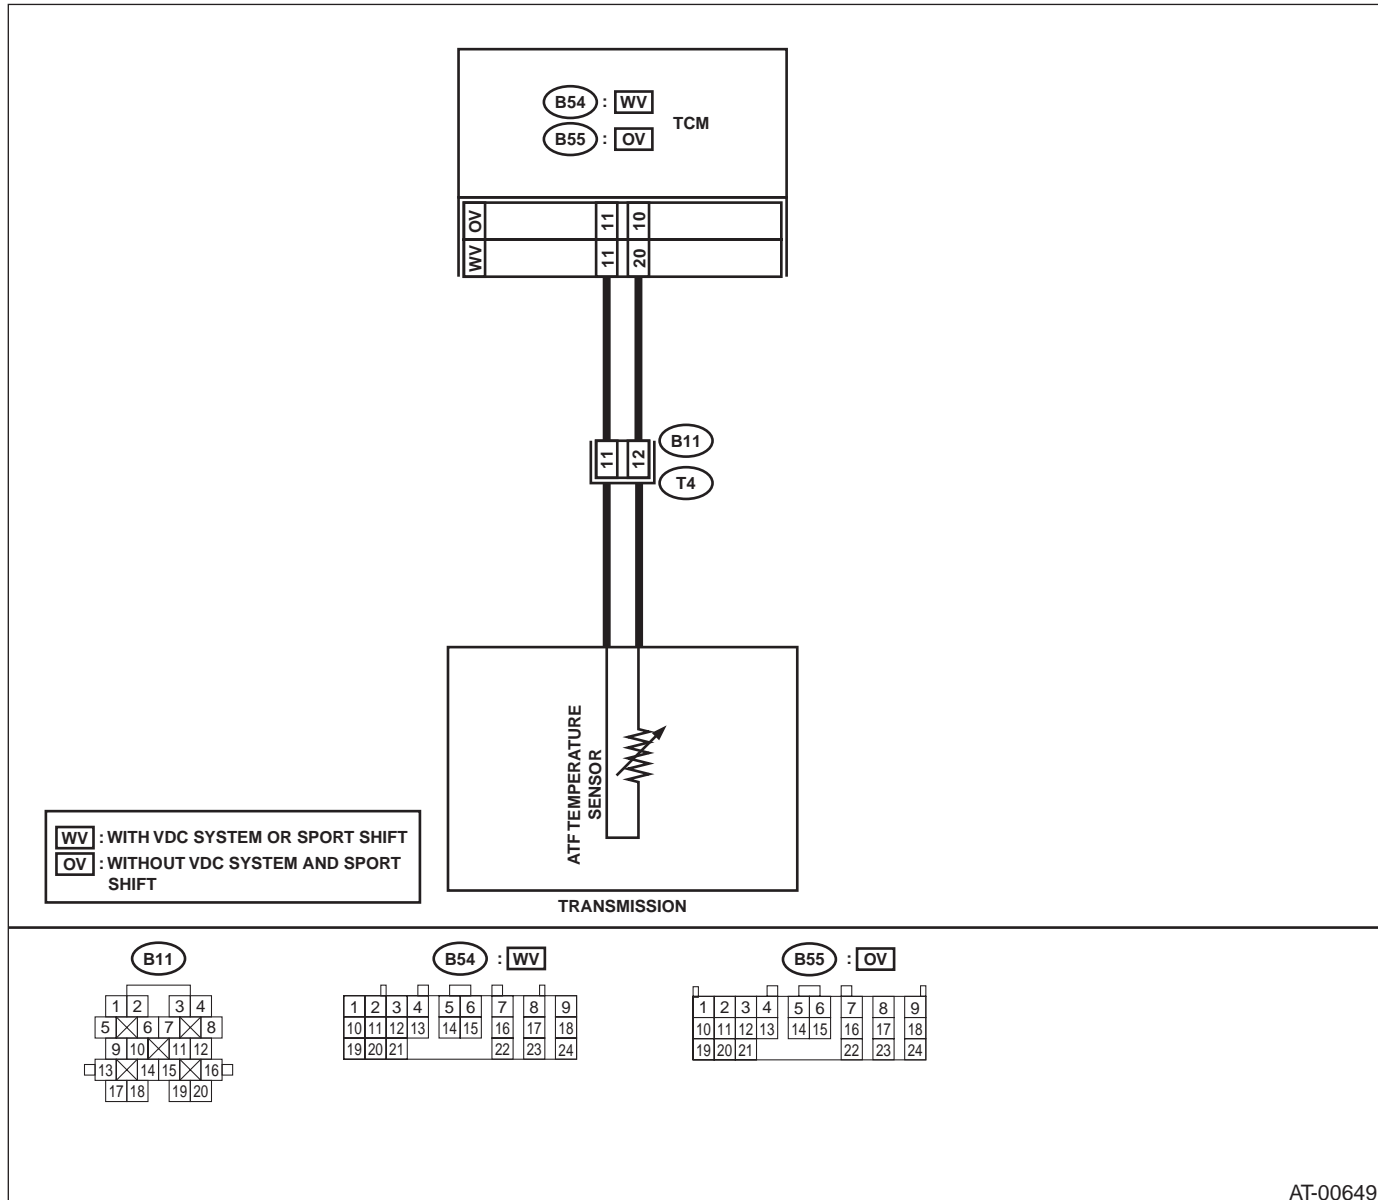 B54 : WV
TCM
B55 : OV
OV 11 10
WV 11 20
11 12
B11
T4
ATF TEMPERATURE
SENSOR
WV : WITH VDC SYSTEM OR SPORT SHIFT
OV : WITHOUT VDC SYSTEM AND SPORT
SHIFT
TRANSMISSION
B11
1 2 3 4
5 6 7 8
9 10 11 12
13 14 15 16
17 18 19 20
B54 : WV
1 2 3 4 5 6 7 8 9
10 11 12 13 14 15 16 17 18
19 20 21 22 23 24
B55 : OV
1 2 3 4 5 6 7 8 9
10 11 12 13 14 15 16 17 18
19 20 21 22 23 24
AT-00649